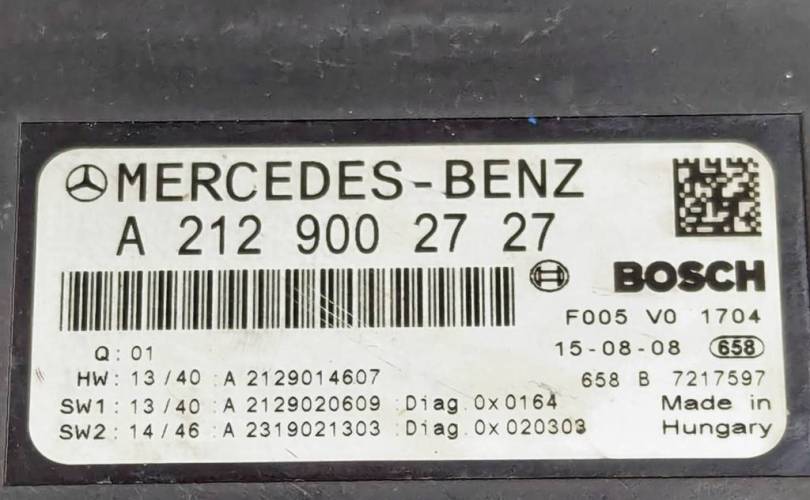 MERCEDES-BENZ
A 212 900 27 27
BOSCH
F005 V0 1704
Q: 01
15-08-08 658
HW: 13/40 :A 2129014607
658 B 7217597
SW1: 13/40 :A 2129020609 :Diag.0x0164
Made in
SW2: 14/46 :A 2319021303 :Diag.0x020303
Hungary